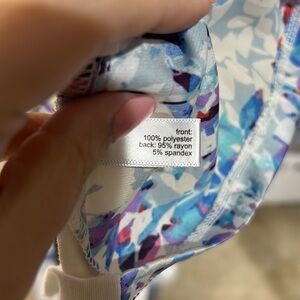 front:
100% polyester
back: 95% rayon
5% spandex